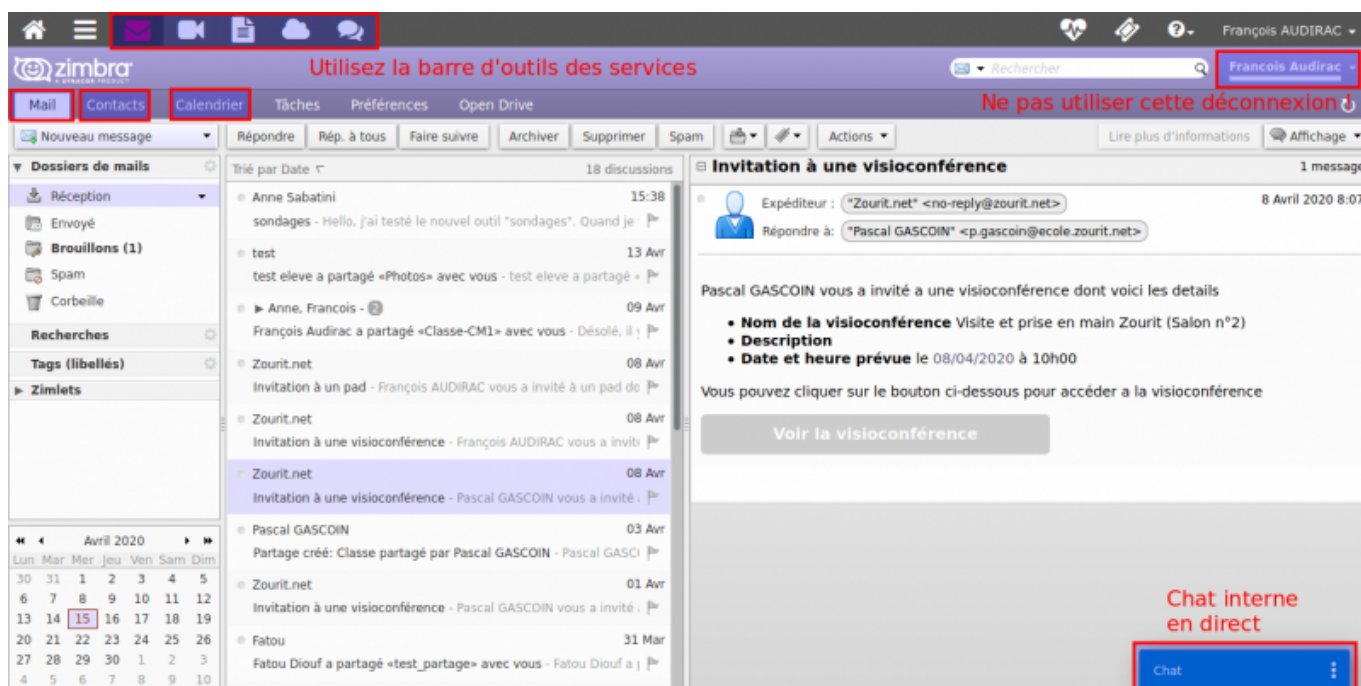 François AUDIRAC
zimbra
A SYNACOR PRODUCT
Utilisez la barre d'outils des services
Rechercher
Francois Audirac
Mail Contacts Calendrier Tâches Préférences Open Drive
Ne pas utiliser cette déconnexion !
Nouveau message Répondre Rép. à tous Faire suivre Archiver Supprimer Spam Actions Lire plus d'informations Affichage
Dossiers de mails
Réception
Envoyé
Brouillons (1)
Spam
Corbeille
Recherches
Tags (libellés)
Zimlets
Avril 2020
Lun Mar Mer Jeu Ven Sam Dim
30 31 1 2 3 4 5
6 7 8 9 10 11 12
13 14 15 16 17 18 19
20 21 22 23 24 25 26
27 28 29 30 1 2 3
4 5 6 7 8 9 10
Trié par Date 18 discussions
Anne Sabatini 15:38
sondages - Hello, j'ai testé le nouvel outil "sondages". Quand je
test 13 Avr
test eleve a partagé «Photos» avec vous - test eleve a partagé «
Anne, Francois - 2 09 Avr
François Audirac a partagé «Classe-CM1» avec vous - Désolé, il
Zourit.net 08 Avr
Invitation à un pad - François AUDIRAC vous a invité à un pad do
Zourit.net 08 Avr
Invitation à une visioconférence - François AUDIRAC vous a invit
Zourit.net 08 Avr
Invitation à une visioconférence - Pascal GASCOIN vous a invité
Pascal GASCOIN 03 Avr
Partage créé: Classe partagé par Pascal GASCOIN - Pascal GASC
Zourit.net 01 Avr
Invitation à une visioconférence - Pascal GASCOIN vous a invité
Fatou 31 Mar
Fatou Diouf a partagé «test_partage» avec vous - Fatou Diouf a
Invitation à une visioconférence 1 message
Expéditeur : "Zourit.net" <no-reply@zourit.net> 8 Avril 2020 8:07
Répondre à: "Pascal GASCOIN" <p.gascoin@ecole.zourit.net>
Pascal GASCOIN vous a invité a une visioconférence dont voici les details
• Nom de la visioconférence Visite et prise en main Zourit (Salon n°2)
• Description
• Date et heure prévue le 08/04/2020 à 10h00
Vous pouvez cliquer sur le bouton ci-dessous pour accéder a la visioconférence
Voir la visioconférence
Chat interne
en direct
Chat